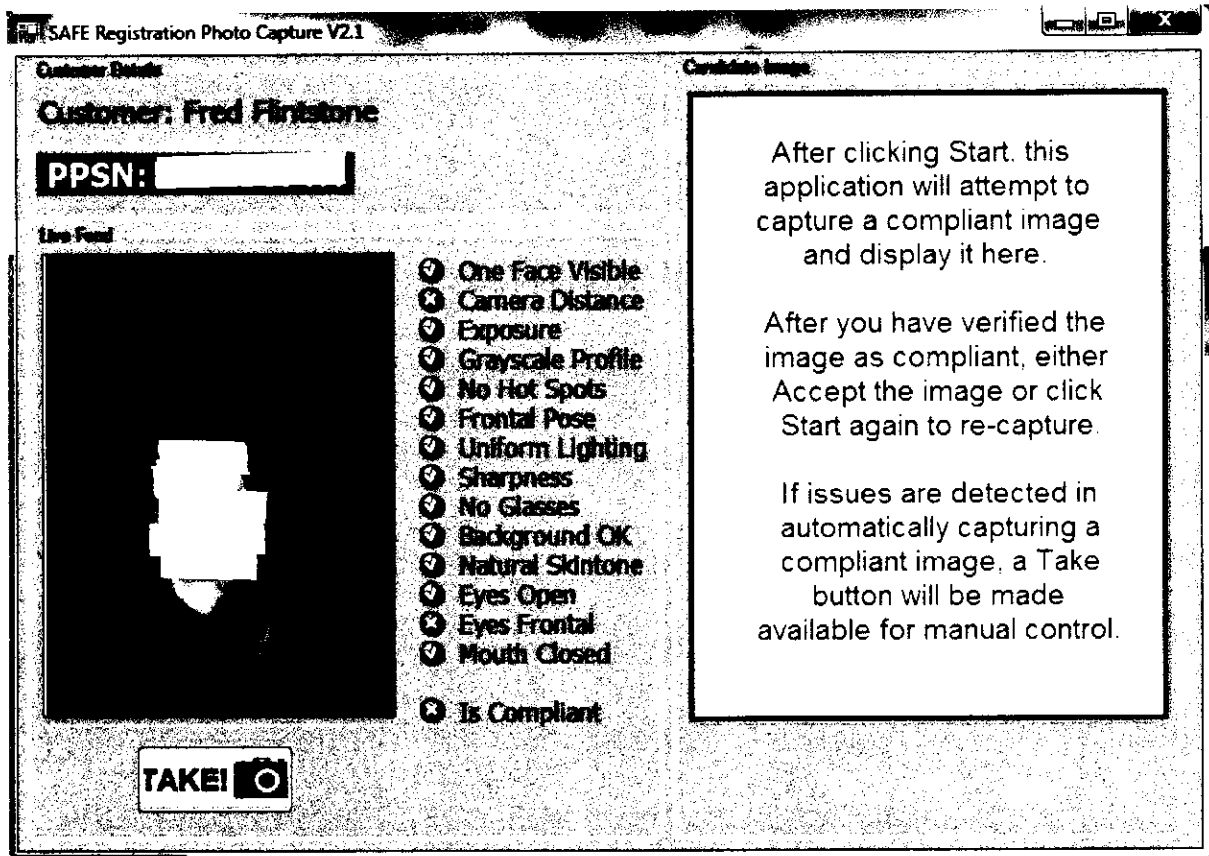 SAFE Registration Photo Capture V2.1
Customer Details
Customer: Fred Flintstone
PPSN:
Live Feed
One Face Visible
Camera Distance
Exposure
Grayscale Profile
No Hot Spots
Frontal Pose
Uniform Lighting
Sharpness
No Glasses
Background OK
Natural Skintone
Eyes Open
Eyes Frontal
Mouth Closed
Is Compliant
TAKE!
Candidate Image
After clicking Start. this
application will attempt to
capture a compliant image
and display it here.
After you have verified the
image as compliant, either
Accept the image or click
Start again to re-capture.
If issues are detected in
automatically capturing a
compliant image, a Take
button will be made
available for manual control.